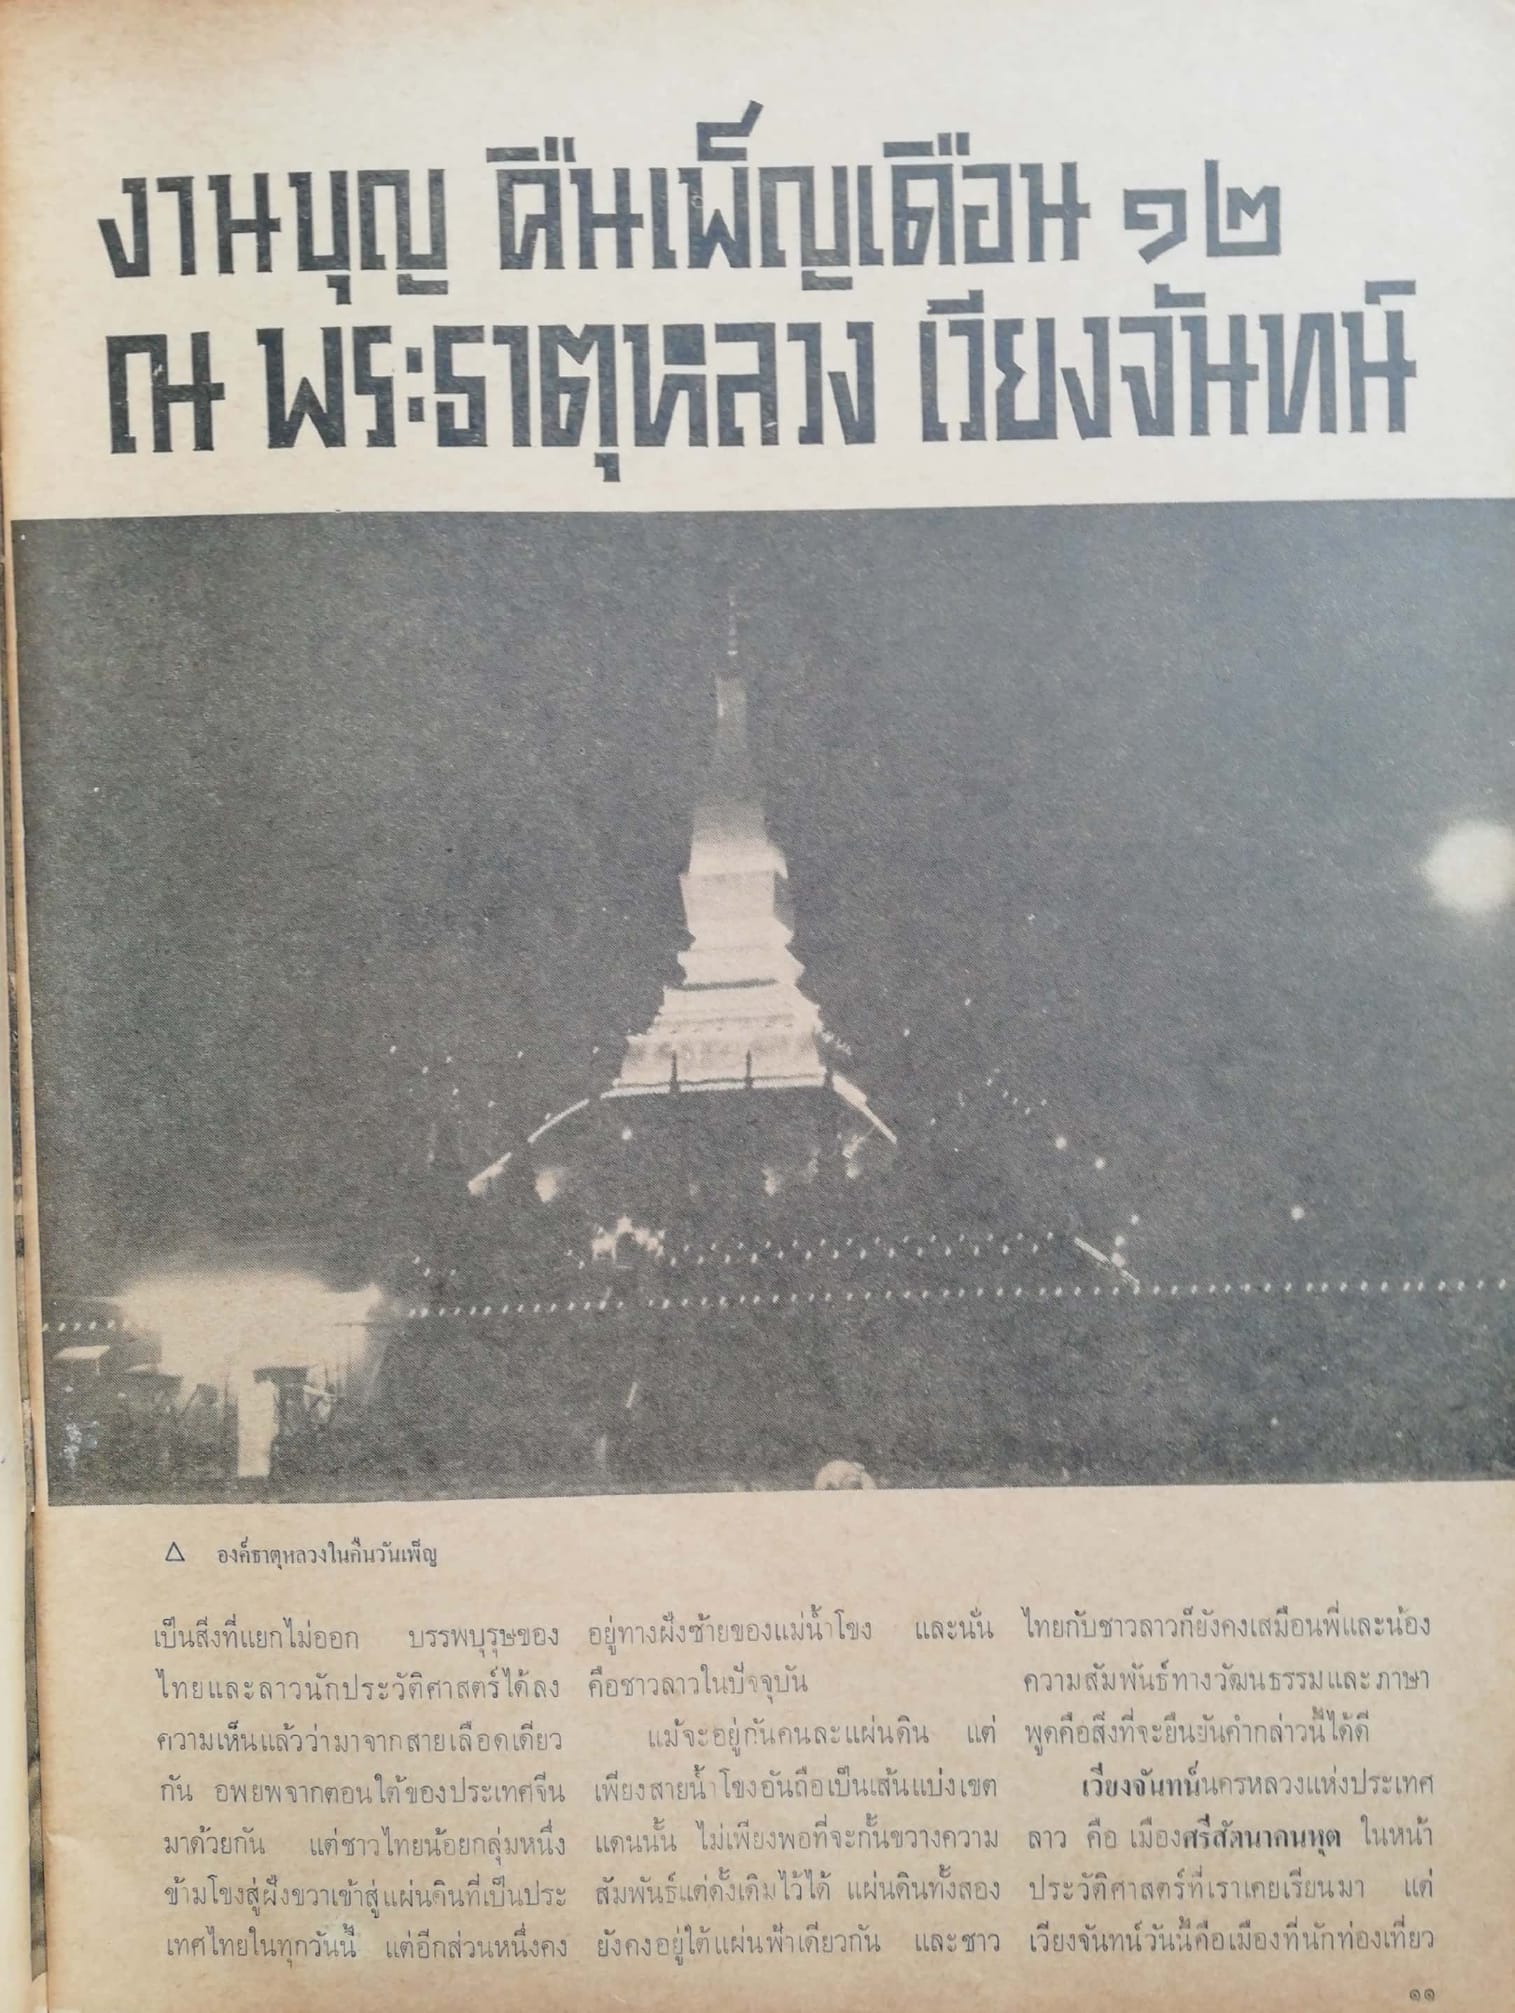 งานบุญ คืนเพ็ญเดือน ๑๒
ณ พระธาตุหลวง เวียงจันทน์
△ องค์ธาตุหลวงในคืนวันเพ็ญ
เป็นสิ่งที่แยกไม่ออก บรรพบุรุษของ
ไทยและลาวนักประวัติศาสตร์ได้ลง
ความเห็นแล้วว่ามาจากสายเลือดเดียว
กัน อพยพจากตอนใต้ของประเทศจีน
มาด้วยกัน แต่ชาวไทยน้อยกลุ่มหนึ่ง
ข้ามโขงสู่ฝั่งขวาเข้าสู่แผ่นดินที่เป็นประ
เทศไทยในทุกวันนี้ แต่อีกส่วนหนึ่งคง
อยู่ทางฝั่งซ้ายของแม่น้ำโขง และนั่น
คือชาวลาวในปัจจุบัน
แม้จะอยู่กันคนละแผ่นดิน แต่
เพียงสายน้ำโขงอันถือเป็นเส้นแบ่งเขต
แดนนั้น ไม่เพียงพอที่จะกั้นขวางความ
สัมพันธ์แต่ดั้งเดิมไว้ได้ แผ่นดินทั้งสอง
ยังคงอยู่ใต้แผ่นฟ้าเดียวกัน และชาว
ไทยกับชาวลาวก็ยังคงเสมือนพี่และน้อง
ความสัมพันธ์ทางวัฒนธรรมและภาษา
พูดคือสิ่งที่จะยืนยันคำกล่าวนี้ได้ดี
เวียงจันทน์นครหลวงแห่งประเทศ
ลาว คือ เมืองศรีสัตนาคนหุต ในหน้า
ประวัติศาสตร์ที่เราเคยเรียนมา แต่
เวียงจันทน์วันนี้คือเมืองที่นักท่องเที่ยว
๑๑